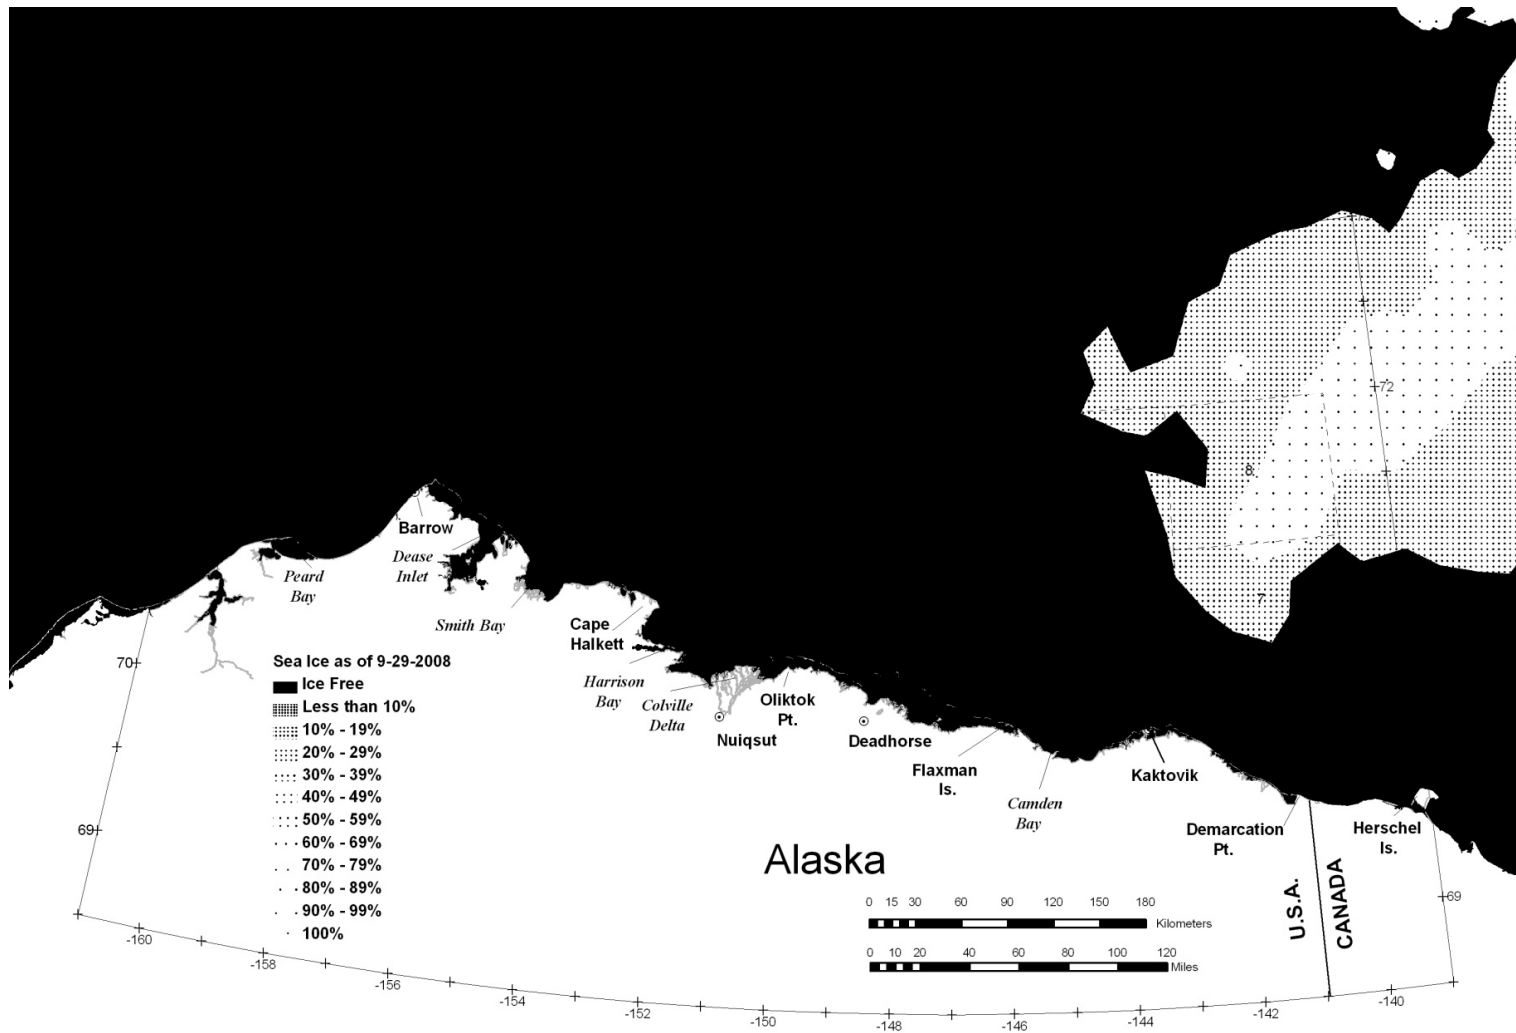 72
8
7
Barrow
Dease
Inlet
Peard
Bay
Smith Bay
Cape
Halkett
Harrison
Bay
Colville
Delta
Oliktok
Pt.
Nuiqsut
Deadhorse
Flaxman
Is.
Camden
Bay
Kaktovik
Demarcation
Pt.
Herschel
Is.
70
69
Sea Ice as of 9-29-2008
Ice Free
Less than 10%
10% - 19%
20% - 29%
30% - 39%
40% - 49%
50% - 59%
60% - 69%
70% - 79%
80% - 89%
90% - 99%
100%
Alaska
U.S.A.
CANADA
69
0 15 30 60 90 120 150 180
Kilometers
0 10 20 40 60 80 100 120
Miles
-160 -158 -156 -154 -152 -150 -148 -146 -144 -142 -140